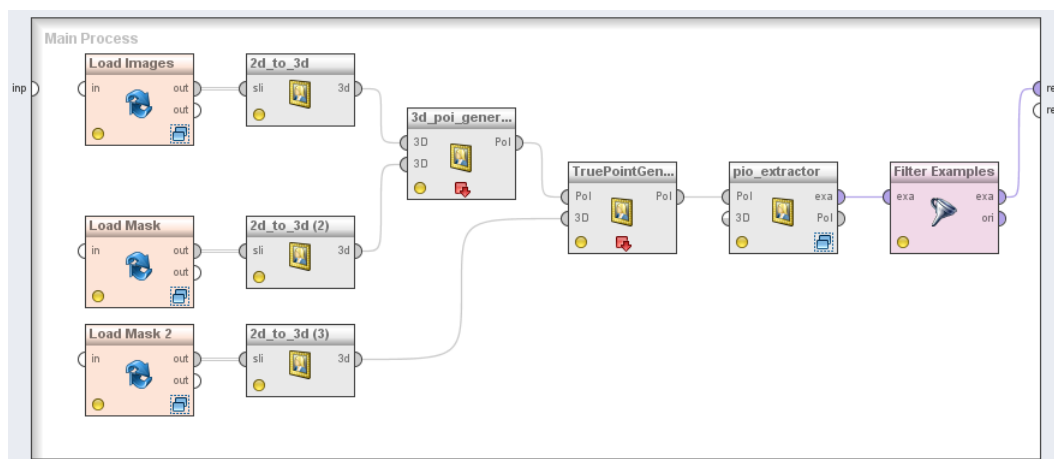 Main Process
inp
Load Images
in
out
out
2d_to_3d
sli
3d
3d_poi_gener...
3D
PoI
3D
Load Mask
in
out
out
2d_to_3d (2)
sli
3d
Load Mask 2
in
out
out
2d_to_3d (3)
sli
3d
TruePointGen...
PoI
PoI
3D
pio_extractor
PoI
exa
3D
PoI
Filter Examples
exa
exa
ori
re
re